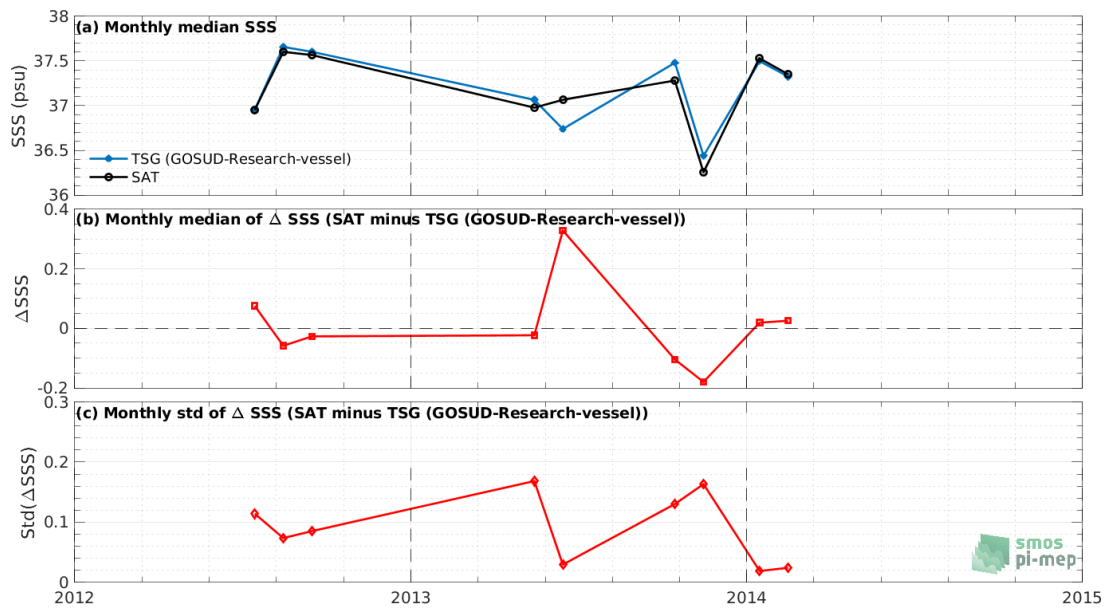 (a) Monthly median SSS
38
37.5
37
36.5
36
SSS (psu)
TSG (GOSUD-Research-vessel)
SAT
(b) Monthly median of Δ SSS (SAT minus TSG (GOSUD-Research-vessel))
0.4
0.2
0
-0.2
ΔSSS
(c) Monthly std of Δ SSS (SAT minus TSG (GOSUD-Research-vessel))
0.3
0.2
0.1
0
Std(ΔSSS)
smos
pi-mep
2012
2013
2014
2015